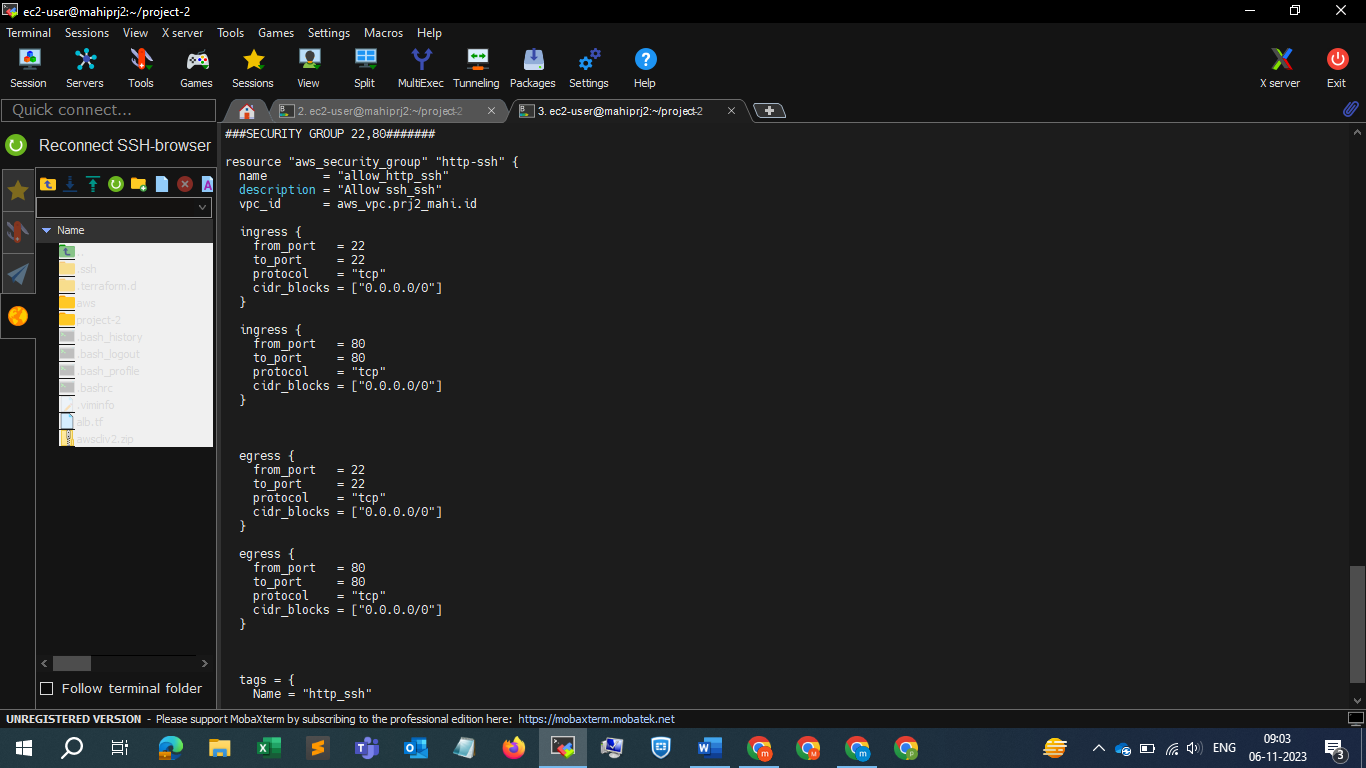 ec2-user@mahiprj2:~/project-2
Terminal Sessions View X server Tools Games Settings Macros Help
Session Servers Tools Games Sessions View Split MultiExec Tunneling Packages Settings Help X server Exit
Quick connect...
2. ec2-user@mahiprj2:~/project-2
3. ec2-user@mahiprj2:~/project-2
Reconnect SSH-browser
Name
..
.ssh
.terraform.d
aws
project-2
.bash_history
.bash_logout
.bash_profile
.bashrc
.viminfo
alb.tf
awscliv2.zip
Follow terminal folder
###SECURITY GROUP 22,80#######
resource "aws_security_group" "http-ssh" {
  name        = "allow_http_ssh"
  description = "Allow ssh_ssh"
  vpc_id      = aws_vpc.prj2_mahi.id
  ingress {
    from_port   = 22
    to_port     = 22
    protocol    = "tcp"
    cidr_blocks = ["0.0.0.0/0"]
  }
  ingress {
    from_port   = 80
    to_port     = 80
    protocol    = "tcp"
    cidr_blocks = ["0.0.0.0/0"]
  }
  egress {
    from_port   = 22
    to_port     = 22
    protocol    = "tcp"
    cidr_blocks = ["0.0.0.0/0"]
  }
  egress {
    from_port   = 80
    to_port     = 80
    protocol    = "tcp"
    cidr_blocks = ["0.0.0.0/0"]
  }
  tags = {
    Name = "http_ssh"
UNREGISTERED VERSION - Please support MobaXterm by subscribing to the professional edition here: https://mobaxterm.mobatek.net
ENG
09:03
06-11-2023
3